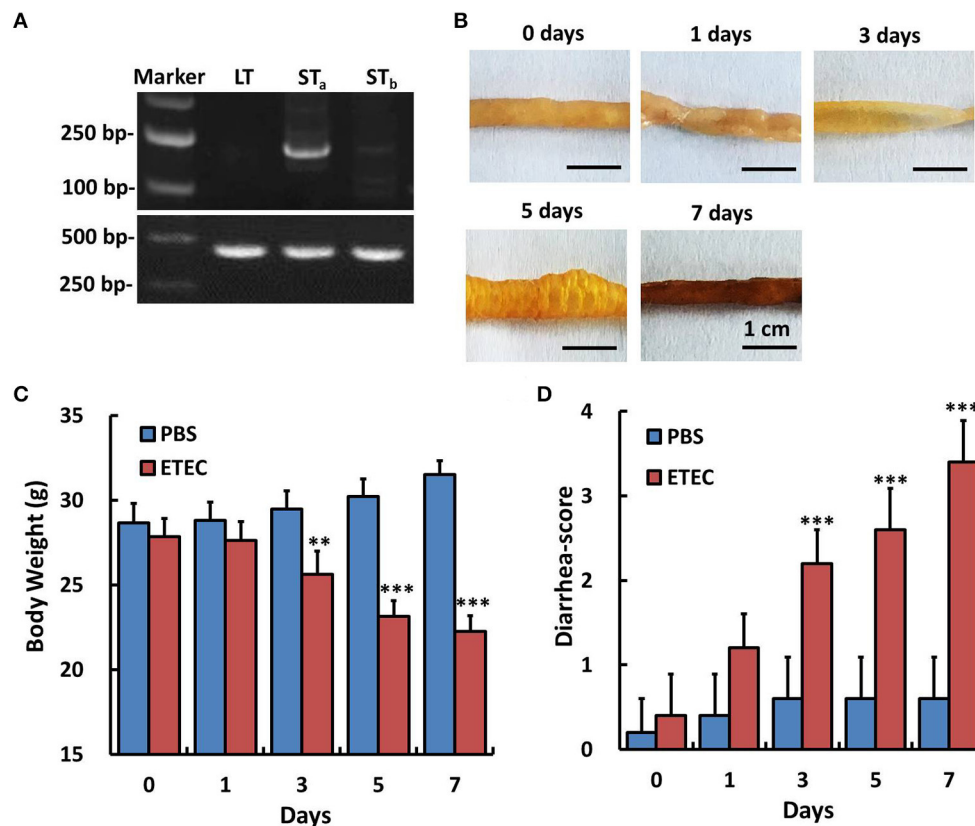 A
Marker LT STa STb
250 bp-
100 bp-
500 bp-
250 bp-
B
0 days 1 days 3 days
5 days 7 days
1 cm
C
PBS
ETEC
Body Weight (g)
35
30
25
20
15
**
***
***
0 1 3 5 7
Days
D
PBS
ETEC
Diarrhea-score
4
3
2
1
0
***
***
***
0 1 3 5 7
Days